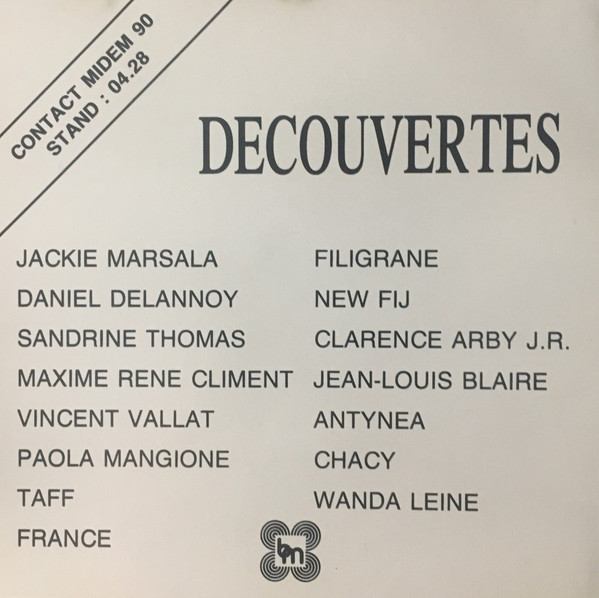 CONTACT MIDEM 90
STAND : 04.28
DECOUVERTES
JACKIE MARSALA
DANIEL DELANNOY
SANDRINE THOMAS
MAXIME RENE CLIMENT
VINCENT VALLAT
PAOLA MANGIONE
TAFF
FRANCE
FILIGRANE
NEW FIJ
CLARENCE ARBY J.R.
JEAN-LOUIS BLAIRE
ANTYNEA
CHACY
WANDA LEINE
bm